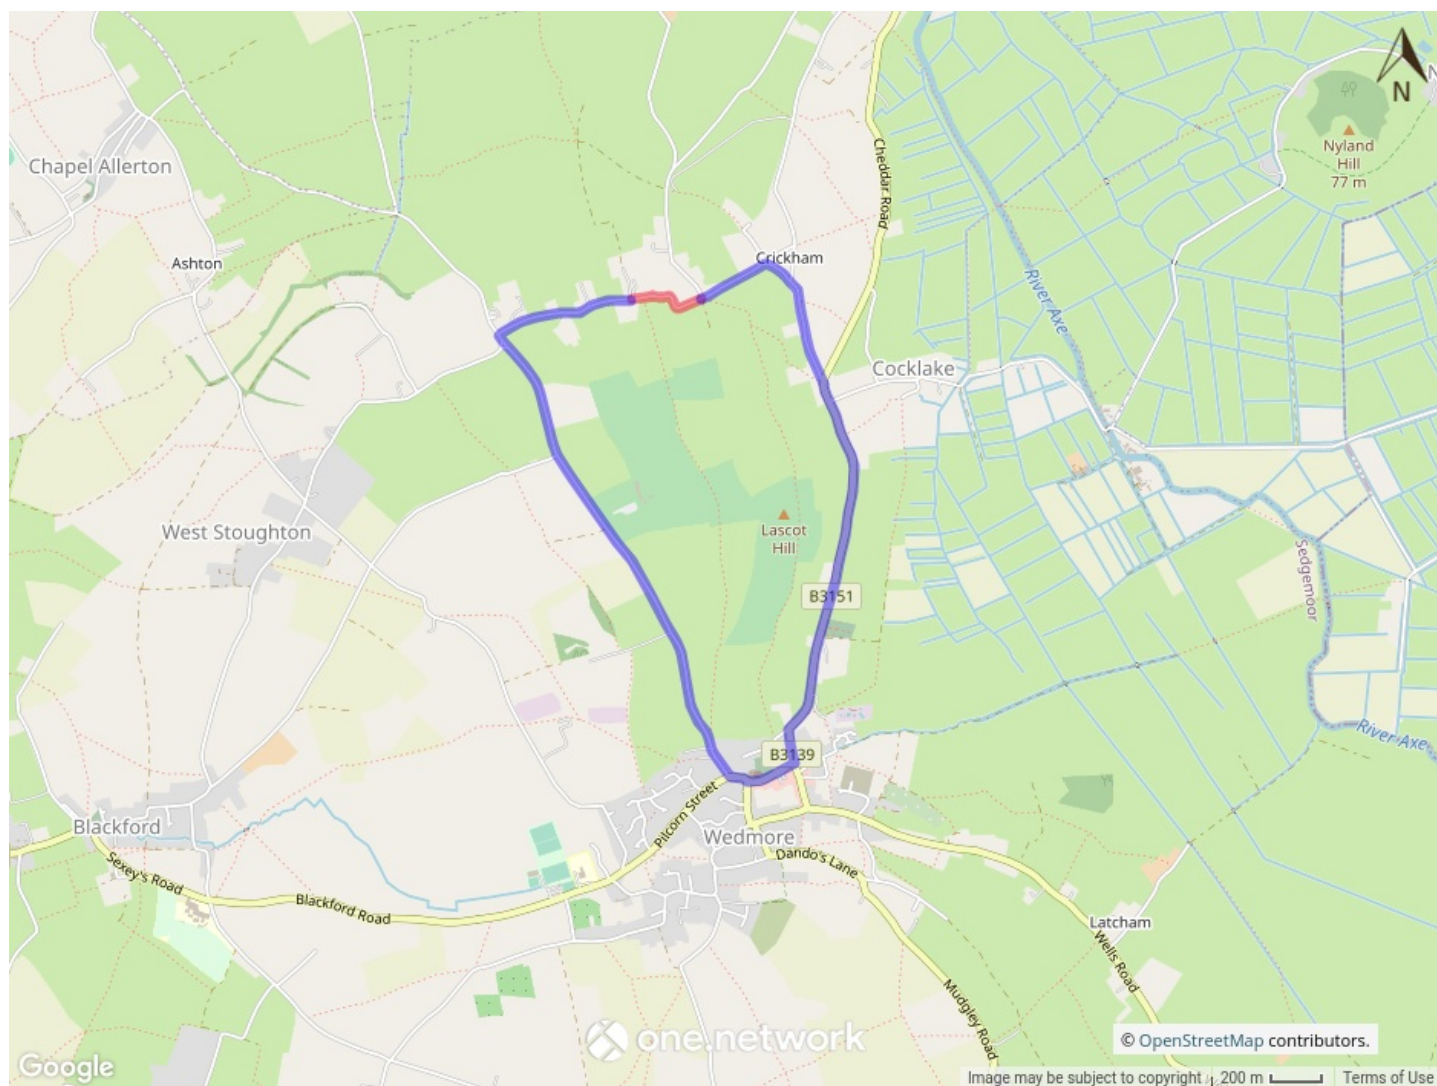 N
N
Nyland
Hill
77 m
Chapel Allerton
Cheddar Road
Ashton
Crickham
River Axe
Cocklake
Lascot
Hill
West Stoughton
Sedgemoor
B3151
River Axe
B3139
Pilcorn Street
Blackford
Wedmore
Sexey's Road
Dando's Lane
Blackford Road
Latcham
Wells Road
Mudgley Road
one.network
© OpenStreetMap contributors.
Google
Image may be subject to copyright
200 m
Terms of Use